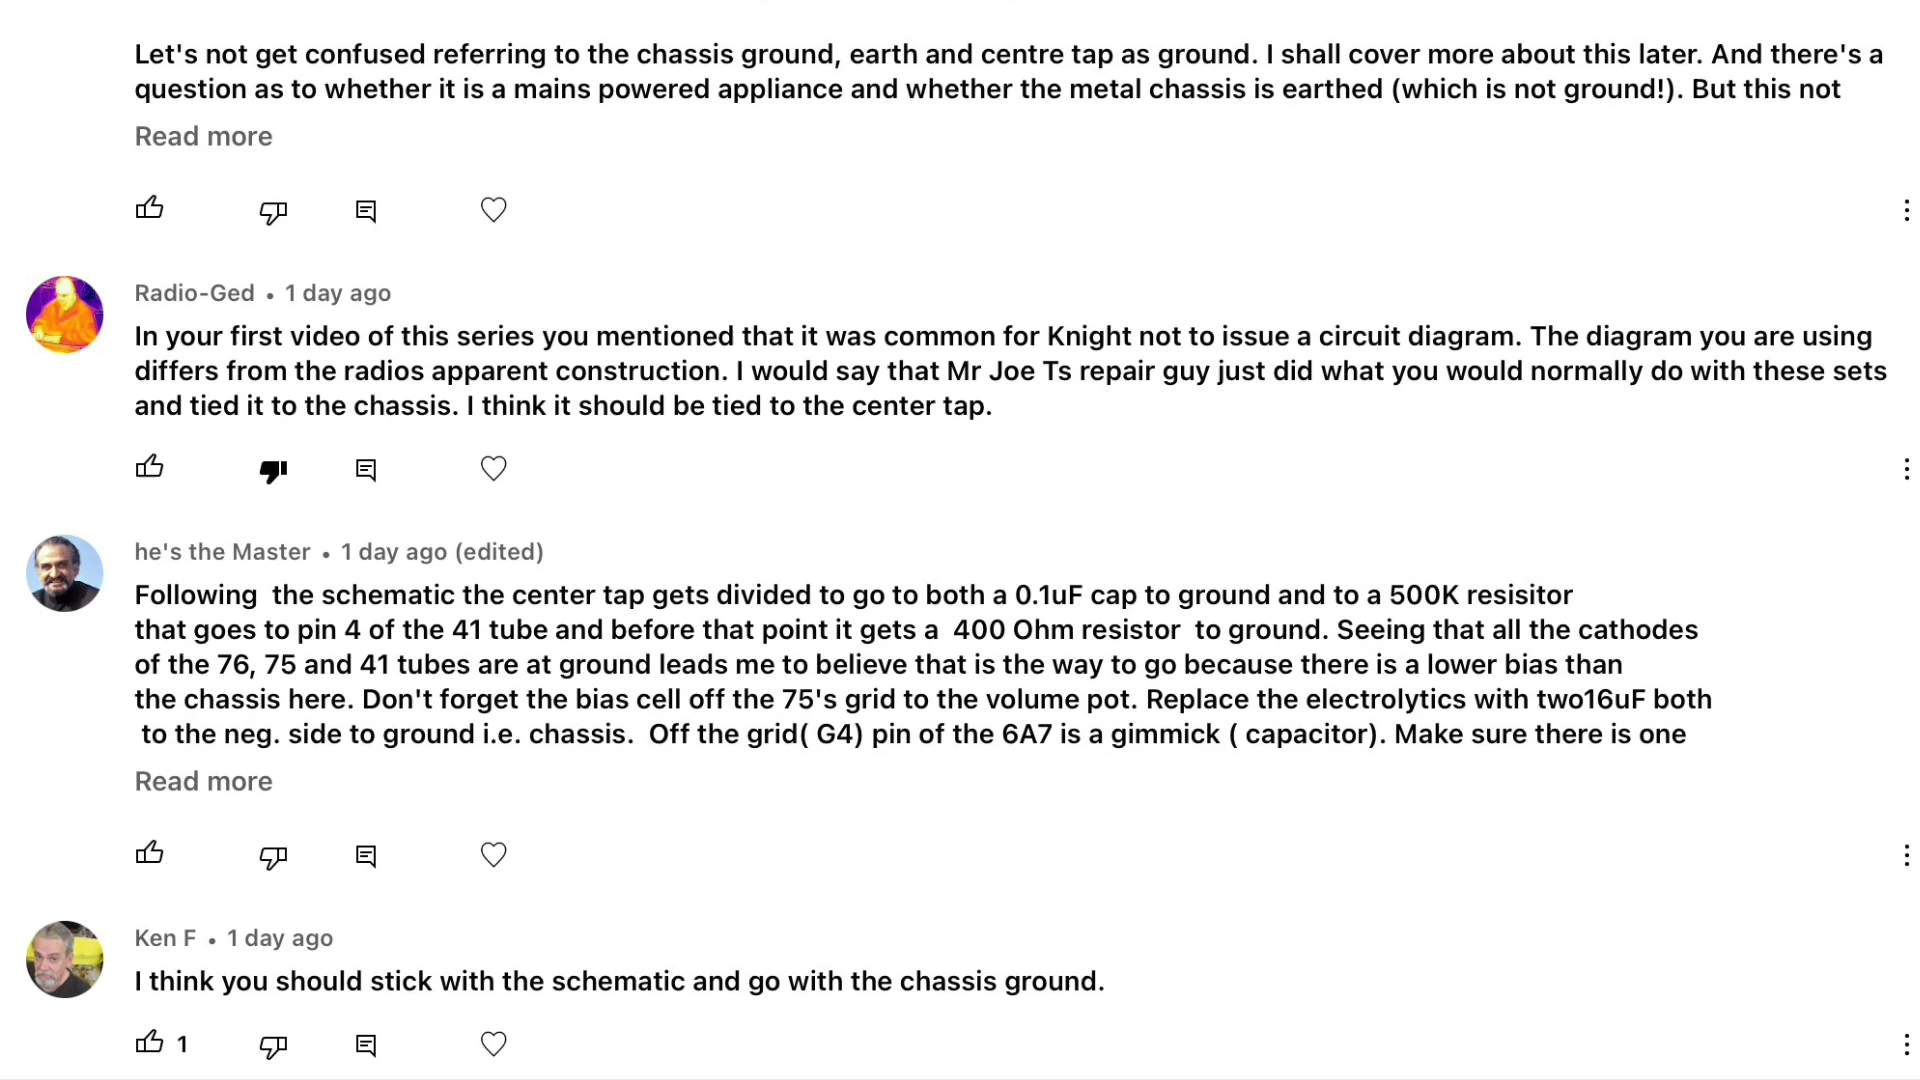 Let's not get confused referring to the chassis ground, earth and centre tap as ground. I shall cover more about this later. And there's a
question as to whether it is a mains powered appliance and whether the metal chassis is earthed (which is not ground!). But this not
Read more
Radio-Ged • 1 day ago
In your first video of this series you mentioned that it was common for Knight not to issue a circuit diagram. The diagram you are using
differs from the radios apparent construction. I would say that Mr Joe Ts repair guy just did what you would normally do with these sets
and tied it to the chassis. I think it should be tied to the center tap.
he's the Master • 1 day ago (edited)
Following  the schematic the center tap gets divided to go to both a 0.1uF cap to ground and to a 500K resisitor
that goes to pin 4 of the 41 tube and before that point it gets a  400 Ohm resistor  to ground. Seeing that all the cathodes
of the 76, 75 and 41 tubes are at ground leads me to believe that is the way to go because there is a lower bias than
the chassis here. Don't forget the bias cell off the 75's grid to the volume pot. Replace the electrolytics with two16uF both
to the neg. side to ground i.e. chassis.  Off the grid( G4) pin of the 6A7 is a gimmick ( capacitor). Make sure there is one
Read more
Ken F • 1 day ago
I think you should stick with the schematic and go with the chassis ground.
1